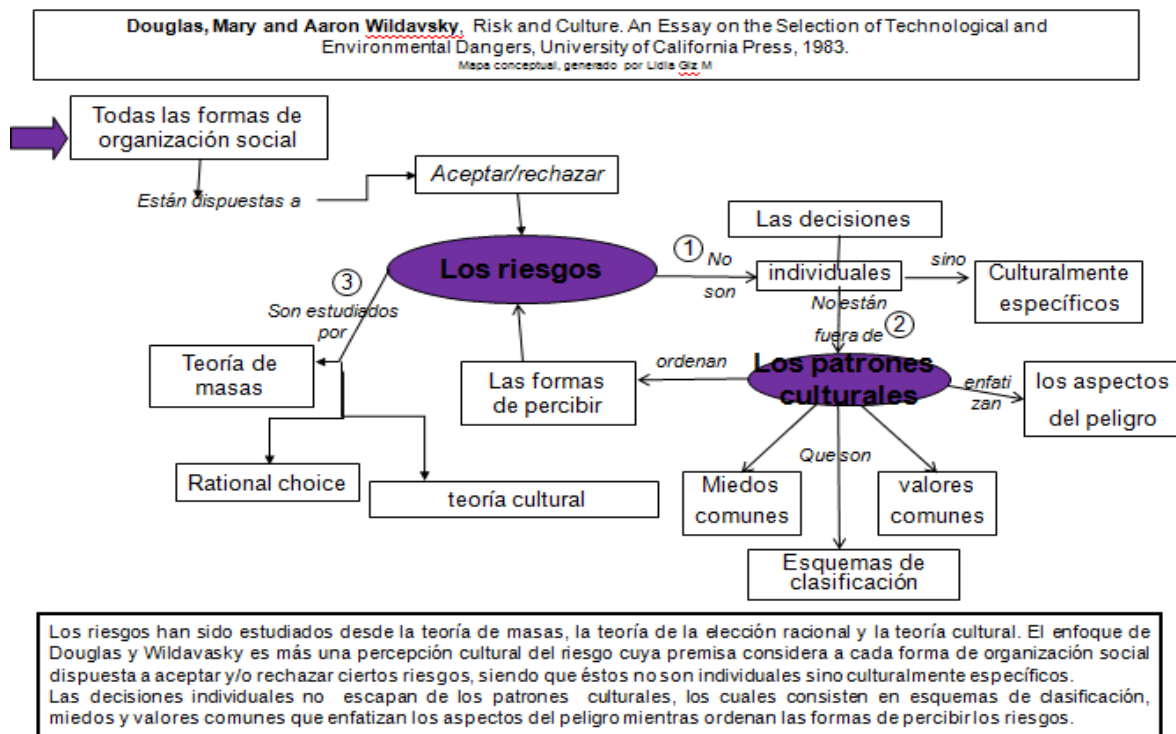 Douglas, Mary and Aaron Wildavsky, Risk and Culture. An Essay on the Selection of Technological and
Environmental Dangers, University of California Press, 1983.
Mapa conceptual, generado por Lidia Glz M
Todas las formas de
organización social
Están dispuestas a
Aceptar/rechazar
Los riesgos
1
No
son
Las decisiones
individuales
sino
Culturalmente
específicos
No están
fuera de
2
Los patrones
culturales
enfati
zan
los aspectos
del peligro
ordenan
Las formas
de percibir
3
Son estudiados
por
Teoría de
masas
Rational choice
teoría cultural
Que son
Miedos
comunes
valores
comunes
Esquemas de
clasificación
Los riesgos han sido estudiados desde la teoría de masas, la teoría de la elección racional y la teoría cultural. El enfoque de
Douglas y Wildavasky es más una percepción cultural del riesgo cuya premisa considera a cada forma de organización social
dispuesta a aceptar y/o rechazar ciertos riesgos, siendo que éstos no son individuales sino culturalmente específicos.
Las decisiones individuales no escapan de los patrones culturales, los cuales consisten en esquemas de clasificación,
miedos y valores comunes que enfatizan los aspectos del peligro mientras ordenan las formas de percibir los riesgos.